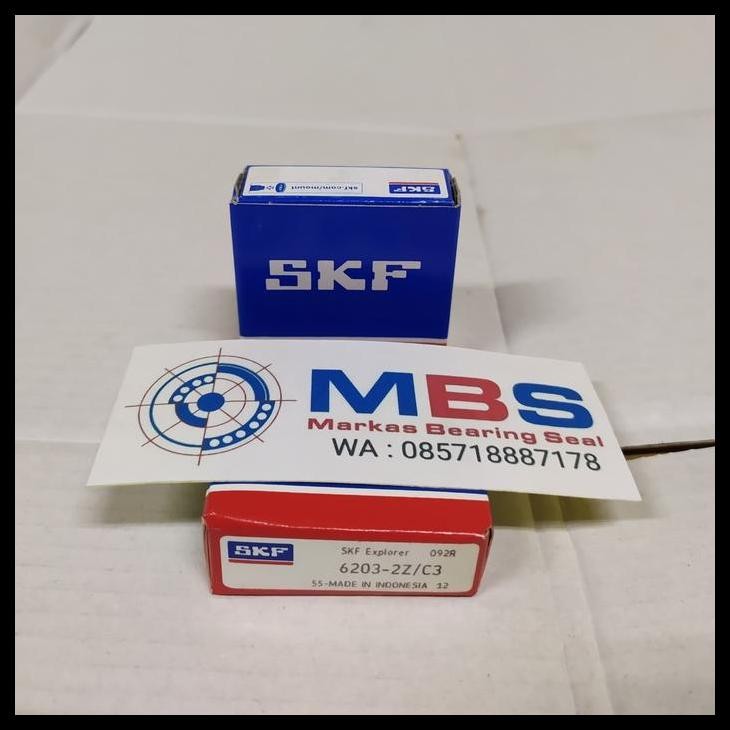 skf.com/mount
SKF
SKF
MBS
Markas Bearing Seal
WA : 085718887178
SKF
SKF Explorer 092R
6203-2Z/C3
55-MADE IN INDONESIA 12